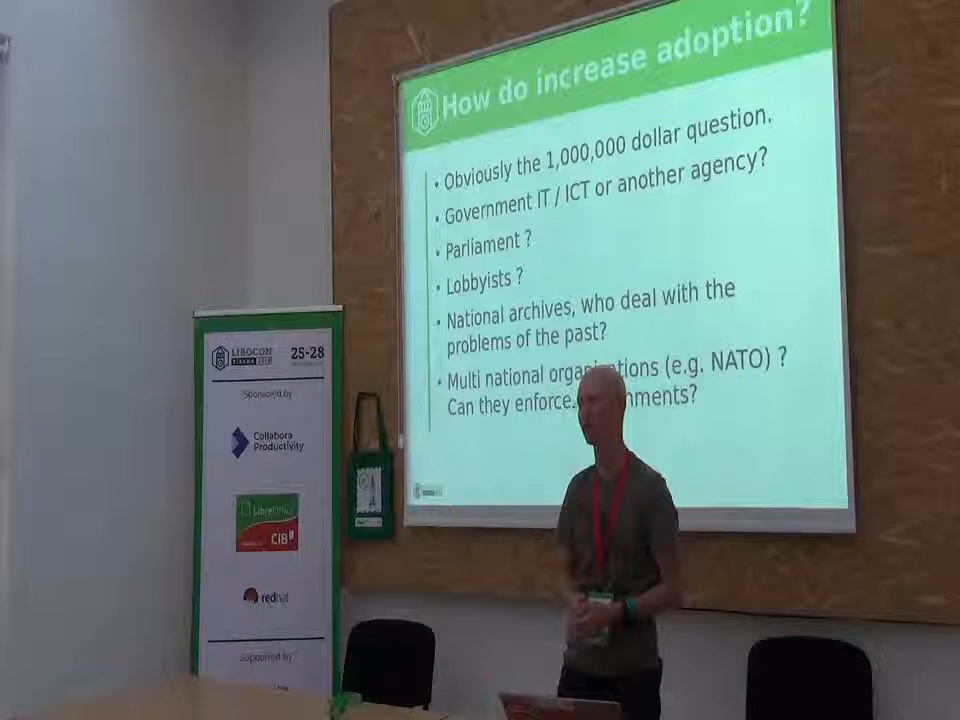 How do increase adoption?
• Obviously the 1,000,000 dollar question.
• Government IT / ICT or another agency?
• Parliament ?
• Lobbyists ?
• National archives, who deal with the
problems of the past?
• Multi national organisations (e.g. NATO) ?
Can they enforce
LIBOCON
25-28
Sponsored by
Collabora
Productivity
LibreOffice
CIB
redhat
Supported by